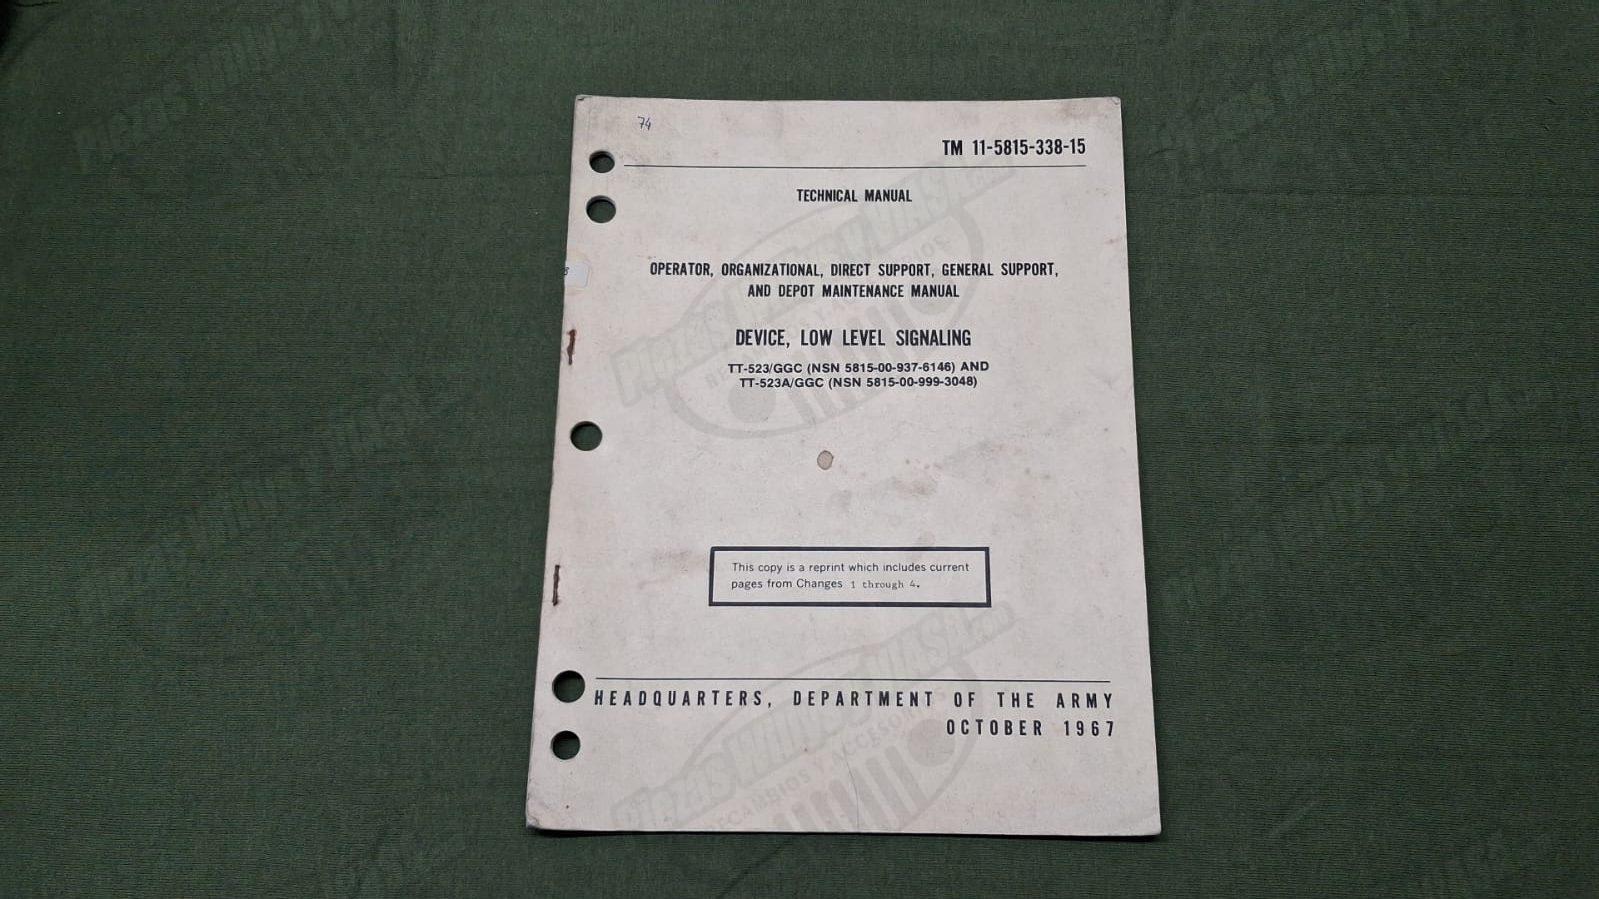 74
TM 11-5815-338-15
TECHNICAL MANUAL
OPERATOR, ORGANIZATIONAL, DIRECT SUPPORT, GENERAL SUPPORT,
AND DEPOT MAINTENANCE MANUAL
DEVICE, LOW LEVEL SIGNALING
TT-523/GGC (NSN 5815-00-937-6146) AND
TT-523A/GGC (NSN 5815-00-999-3048)
This copy is a reprint which includes current
pages from Changes 1 through 4.
HEADQUARTERS, DEPARTMENT OF THE ARMY
OCTOBER 1967